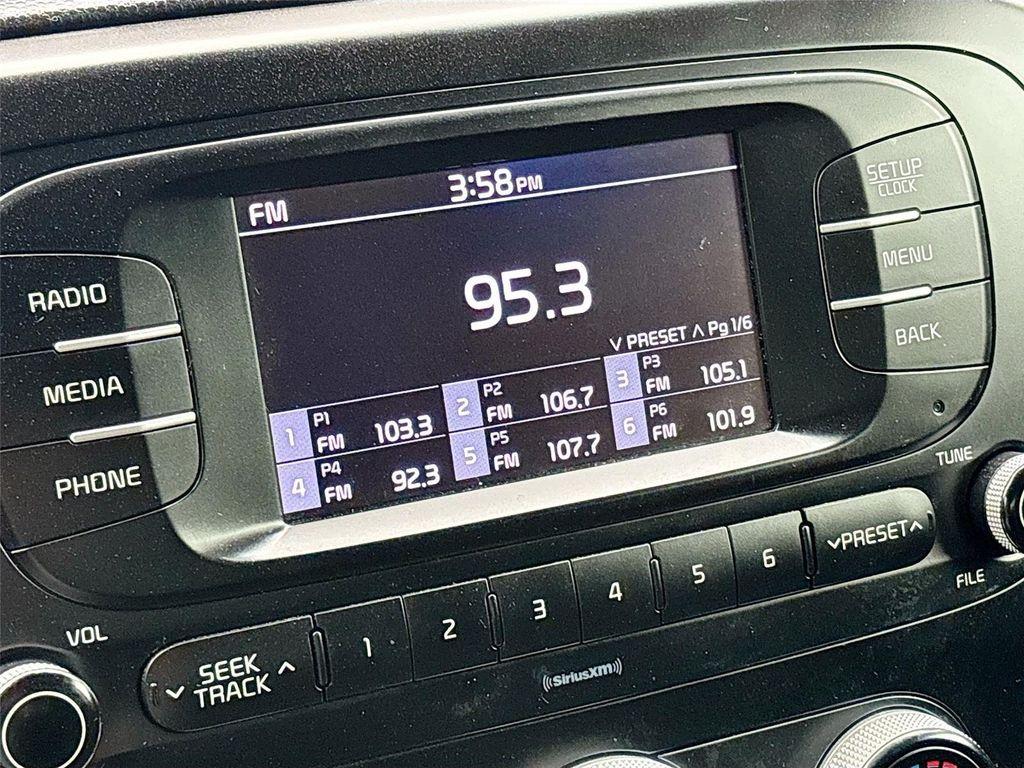 FM 3:58 PM
95.3
∨ PRESET ∧ Pg 1/6
1 P1 FM 103.3
2 P2 FM 106.7
3 P3 FM 105.1
4 P4 FM 92.3
5 P5 FM 107.7
6 P6 FM 101.9
RADIO
MEDIA
PHONE
SETUP
CLOCK
MENU
BACK
TUNE
FILE
VOL
∨ SEEK ∧
TRACK
1 2 3 4 5 6
∨PRESET∧
((SiriusXM))